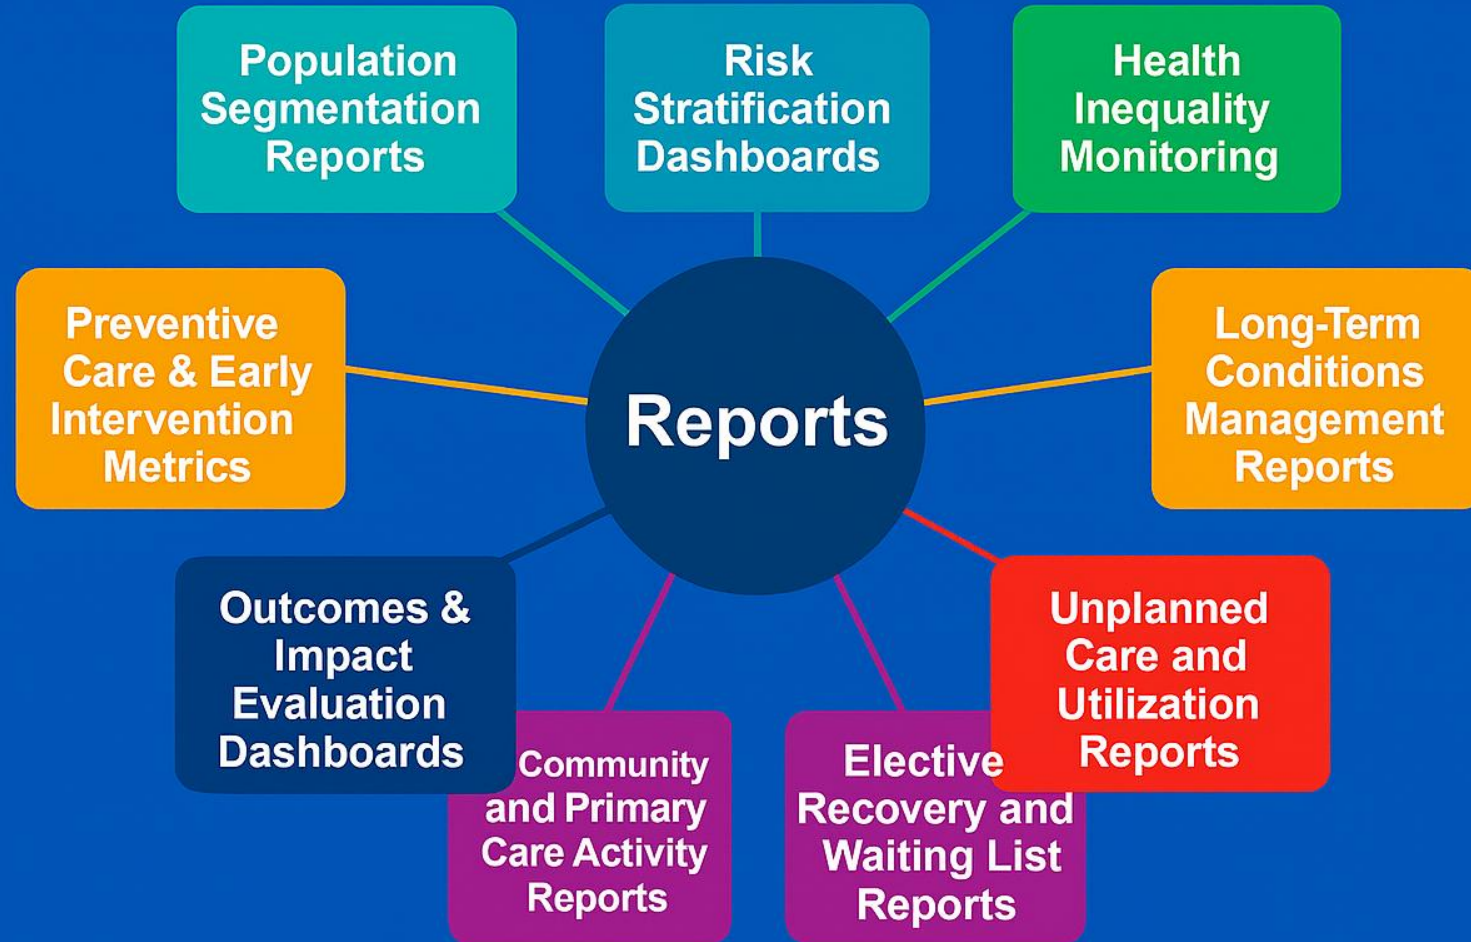 Population
Segmentation
Reports
Risk
Stratification
Dashboards
Health
Inequality
Monitoring
Preventive
Care & Early
Intervention
Metrics
Reports
Long-Term
Conditions
Management
Reports
Outcomes &
Impact
Evaluation
Dashboards
Unplanned
Care and
Utilization
Reports
Community
and Primary
Care Activity
Reports
Elective
Recovery and
Waiting List
Reports